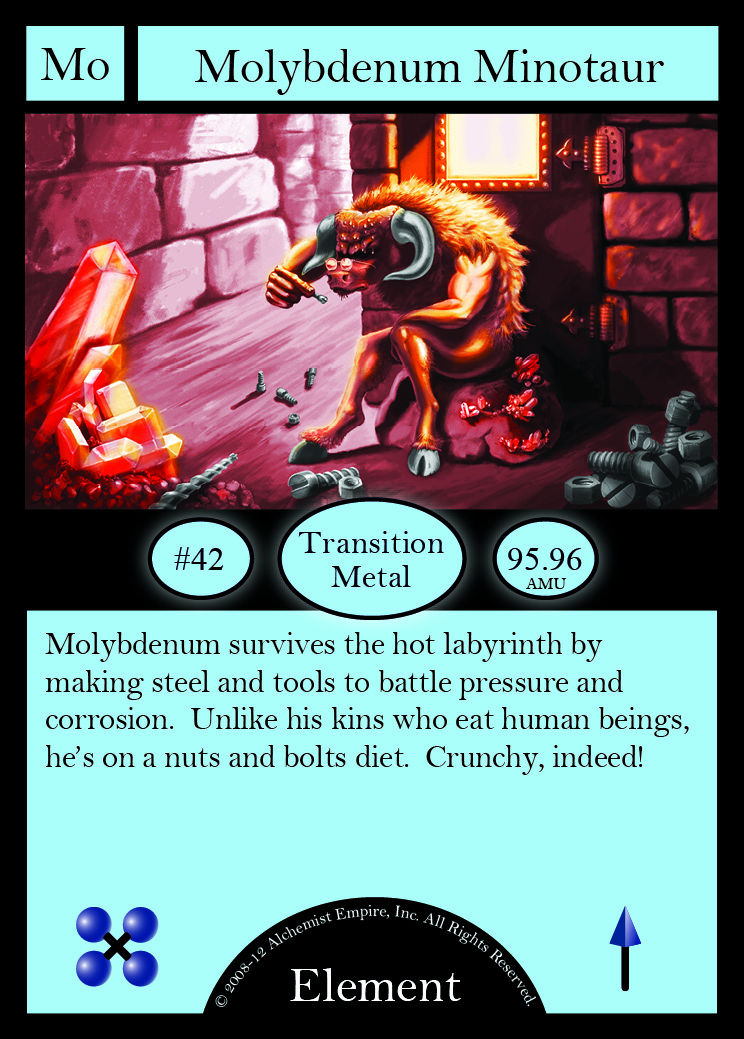 Mo
Molybdenum Minotaur
#42
Transition
Metal
95.96
AMU
Molybdenum survives the hot labyrinth by
making steel and tools to battle pressure and
corrosion.  Unlike his kins who eat human beings,
he’s on a nuts and bolts diet.  Crunchy, indeed!
© 2008-12 Alchemist Empire, Inc. All Rights Reserved.
Element